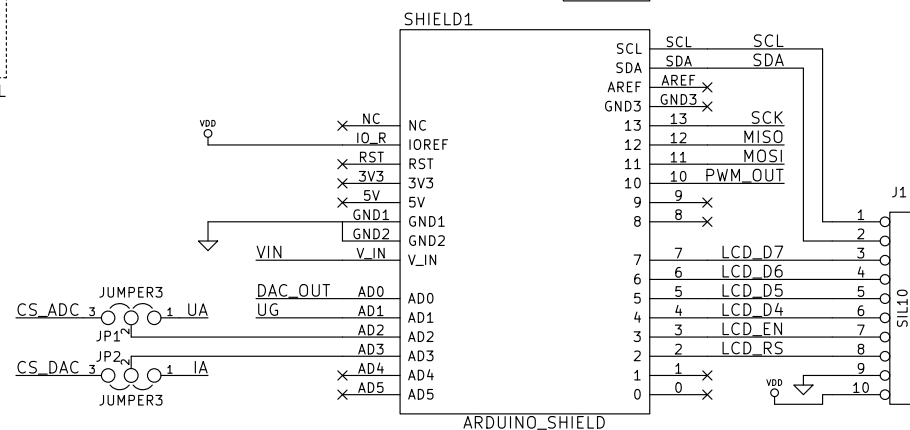 SHIELD1
SCL SCL SCL
SDA SDA SDA
AREF AREF
GND3 GND3
NC NC 13 13 SCK
VDD IO_R IOREF 12 12 MISO
RST RST 11 11 MOSI
3V3 3V3 10 10 PWM_OUT
5V 5V 9 9
GND1 GND1 8 8
GND2 GND2
VIN V_IN V_IN 7 7 LCD_D7
6 6 LCD_D6
DAC_OUT AD0 AD0 5 5 LCD_D5
UG AD1 AD1 4 4 LCD_D4
AD2 AD2 3 3 LCD_EN
AD3 AD3 2 2 LCD_RS
AD4 AD4 1 1
AD5 AD5 0 0
ARDUINO_SHIELD
JUMPER3
CS_ADC 3 1 UA
JP1 2
JP2 2
CS_DAC 3 1 IA
JUMPER3
J1
1
2
3
4
5
6
7
8
9
10
VDD
SIL10